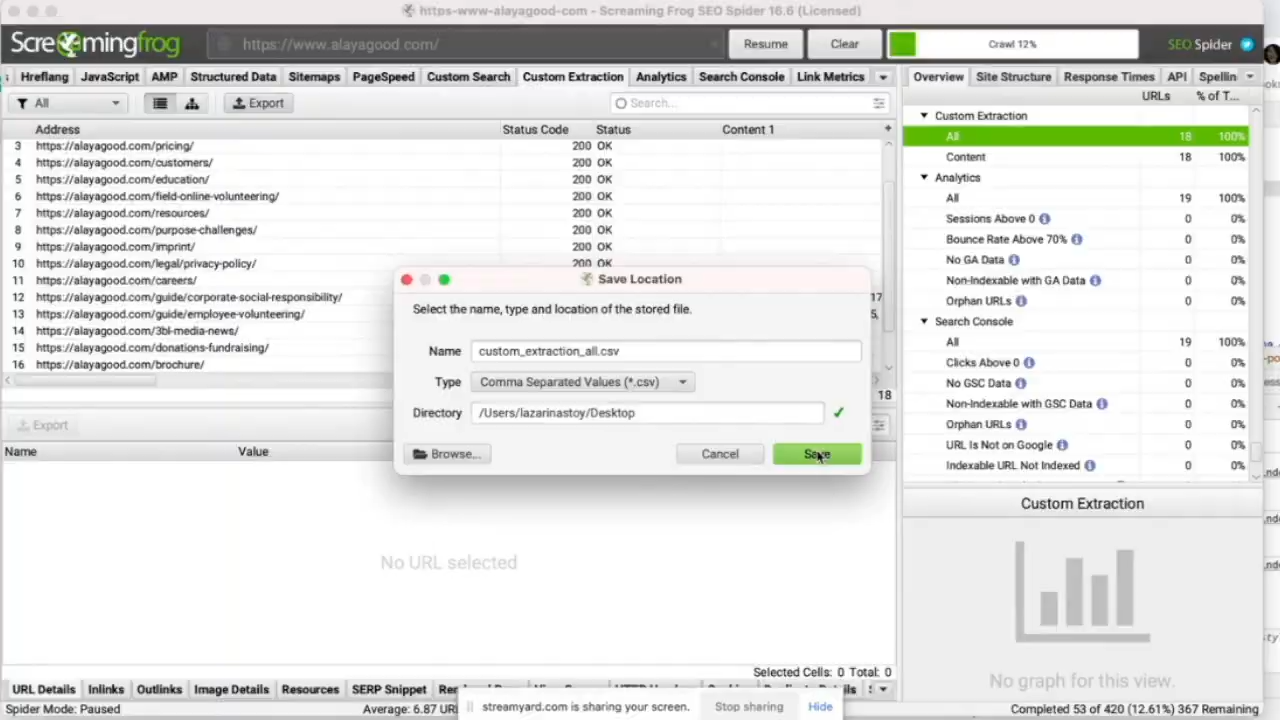 https-www-alayagood-com - Screaming Frog SEO Spider 16.6 (Licensed)
Screamingfrog
https://www.alayagood.com/
Resume
Clear
Crawl 12%
SEO Spider
Hreflang JavaScript AMP Structured Data Sitemaps PageSpeed Custom Search Custom Extraction Analytics Search Console Link Metrics
Overview Site Structure Response Times API Spellin
All
Export
Search...
URLs % of T...
Address Status Code Status Content 1 +
3 https://alayagood.com/pricing/ 200 OK
4 https://alayagood.com/customers/ 200 OK
5 https://alayagood.com/education/ 200 OK
6 https://alayagood.com/field-online-volunteering/ 200 OK
7 https://alayagood.com/resources/ 200 OK
8 https://alayagood.com/purpose-challenges/ 200 OK
9 https://alayagood.com/imprint/ 200 OK
10 https://alayagood.com/legal/privacy-policy/ 200 OK
11 https://alayagood.com/careers/
12 https://alayagood.com/guide/corporate-social-responsibility/ 17
13 https://alayagood.com/guide/employee-volunteering/ 5,
14 https://alayagood.com/3bl-media-news/
15 https://alayagood.com/donations-fundraising/
16 https://alayagood.com/brochure/
18
Save Location
Select the name, type and location of the stored file.
Name custom_extraction_all.csv
Type Comma Separated Values (*.csv)
Directory /Users/lazarinastoy/Desktop
Browse... Cancel Save
Export
Name Value
No URL selected
Selected Cells: 0 Total: 0
URL Details Inlinks Outlinks Image Details Resources SERP Snippet
Custom Extraction
All 18 100%
Content 18 100%
Analytics
All 19 100%
Sessions Above 0 0 0%
Bounce Rate Above 70% 0 0%
No GA Data 0 0%
Non-Indexable with GA Data 0 0%
Orphan URLs 0 0%
Search Console
All 19 100%
Clicks Above 0 0 0%
No GSC Data 0 0%
Non-Indexable with GSC Data 0 0%
Orphan URLs 0 0%
URL Is Not on Google 0 0%
Indexable URL Not Indexed 0 0%
Custom Extraction
No graph for this view.
Spider Mode: Paused
Average: 6.87 UR
streamyard.com is sharing your screen.
Stop sharing
Hide
Completed 53 of 420 (12.61%) 367 Remaining